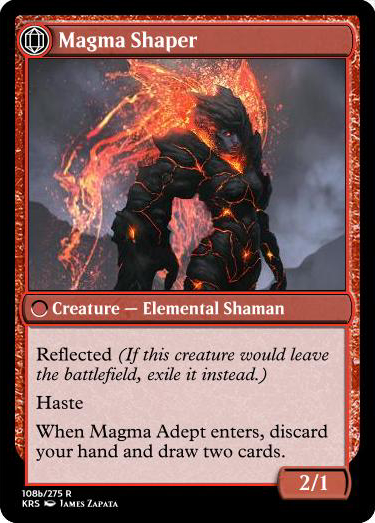 Magma Shaper
Creature — Elemental Shaman
Reflected (If this creature would leave
the battlefield, exile it instead.)
Haste
When Magma Adept enters, discard
your hand and draw two cards.
2/1
108b/275 R
KRS James Zapata